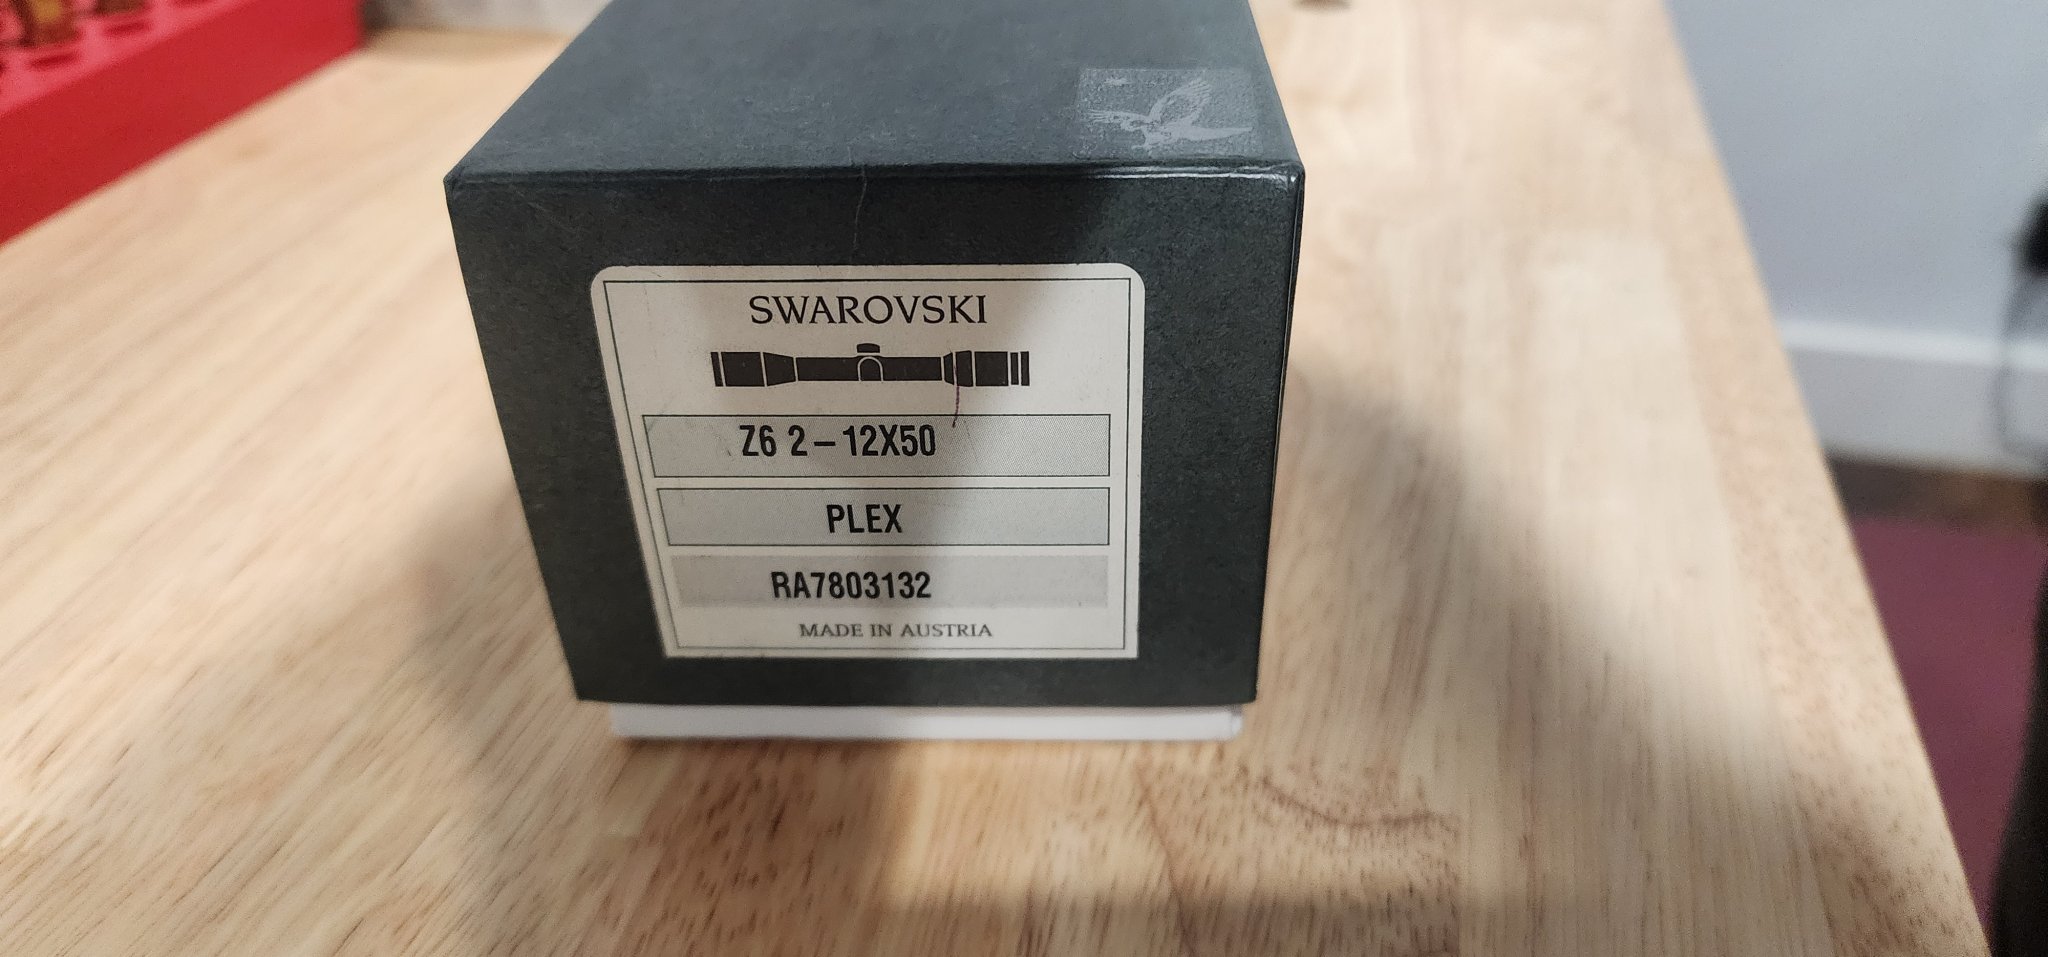 SWAROVSKI
Z6 2-12X50
PLEX
RA7803132
MADE IN AUSTRIA